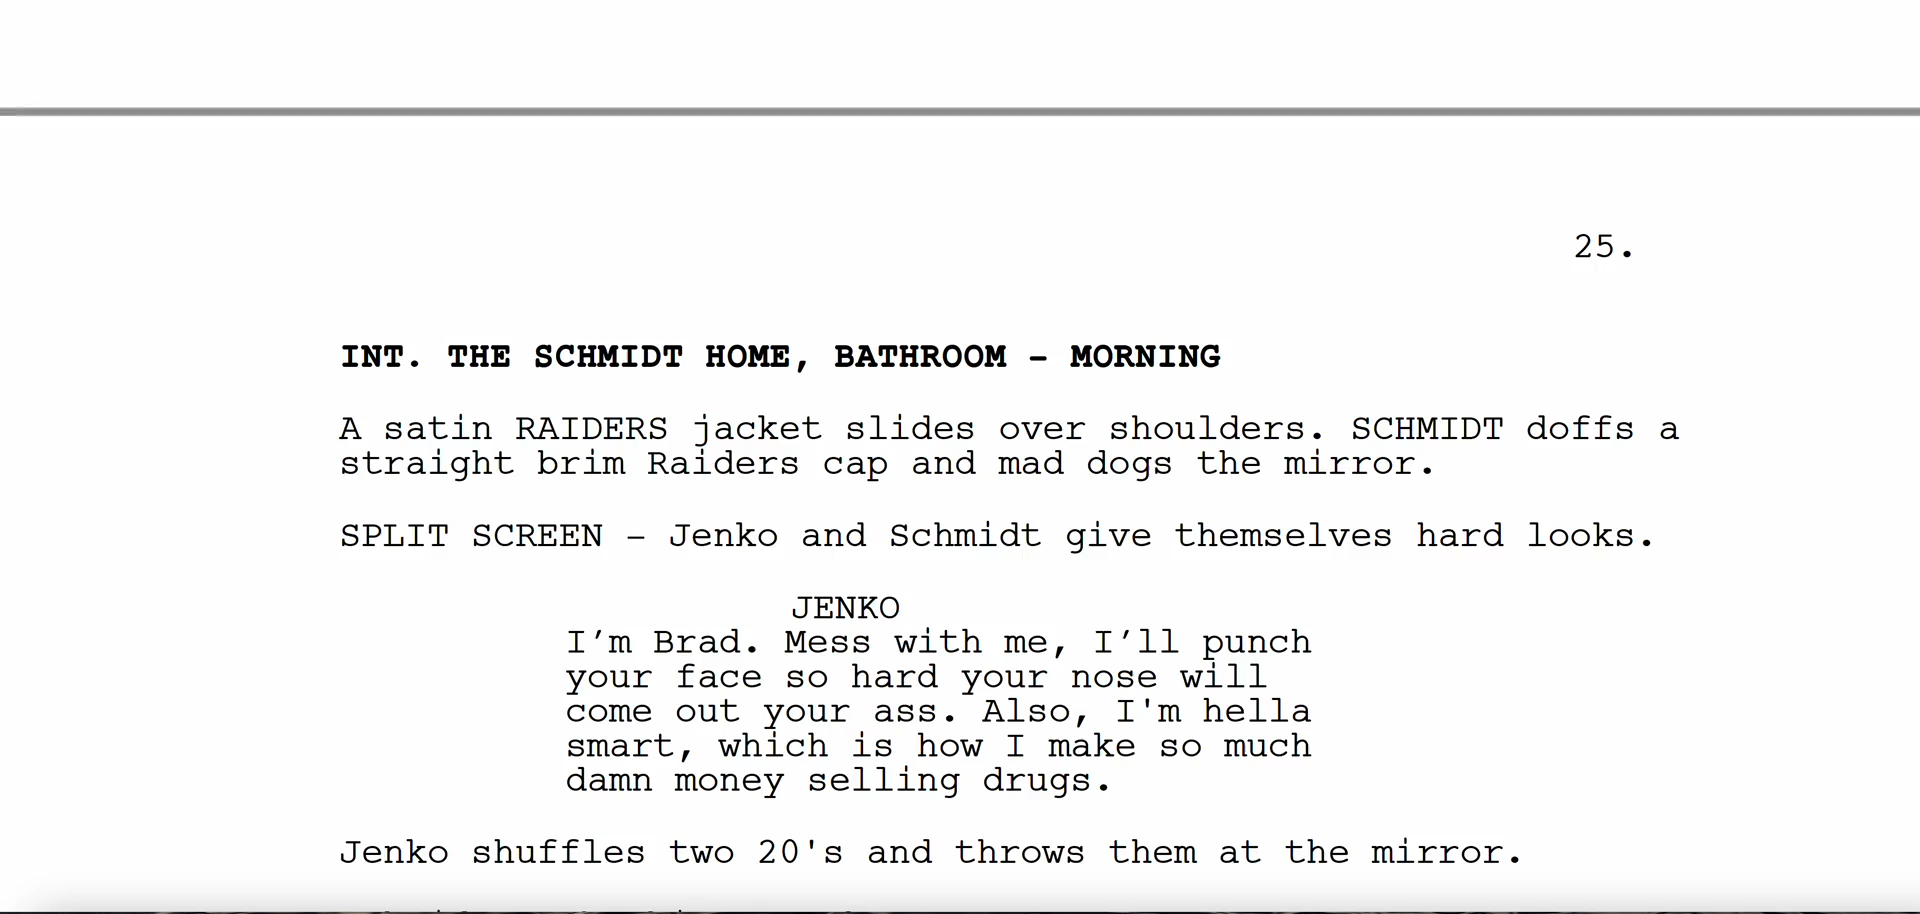 25.
INT. THE SCHMIDT HOME, BATHROOM – MORNING
A satin RAIDERS jacket slides over shoulders. SCHMIDT doffs a
straight brim Raiders cap and mad dogs the mirror.
SPLIT SCREEN – Jenko and Schmidt give themselves hard looks.
JENKO
I’m Brad. Mess with me, I’ll punch
your face so hard your nose will
come out your ass. Also, I'm hella
smart, which is how I make so much
damn money selling drugs.
Jenko shuffles two 20's and throws them at the mirror.